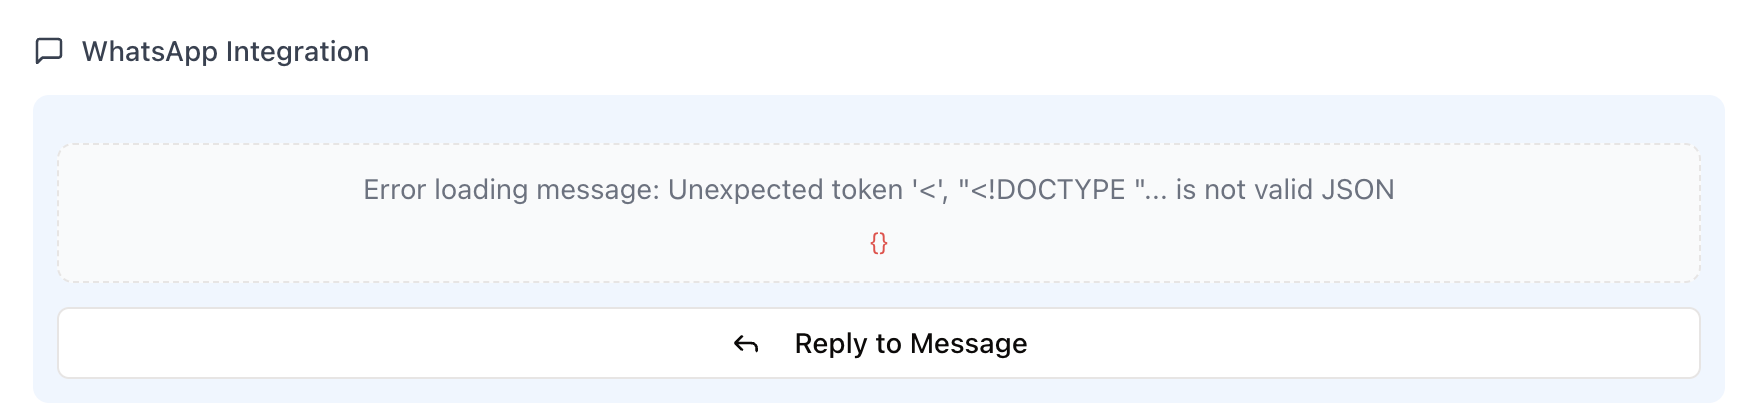 WhatsApp Integration
Error loading message: Unexpected token '<', "<!DOCTYPE "... is not valid JSON
{}
Reply to Message